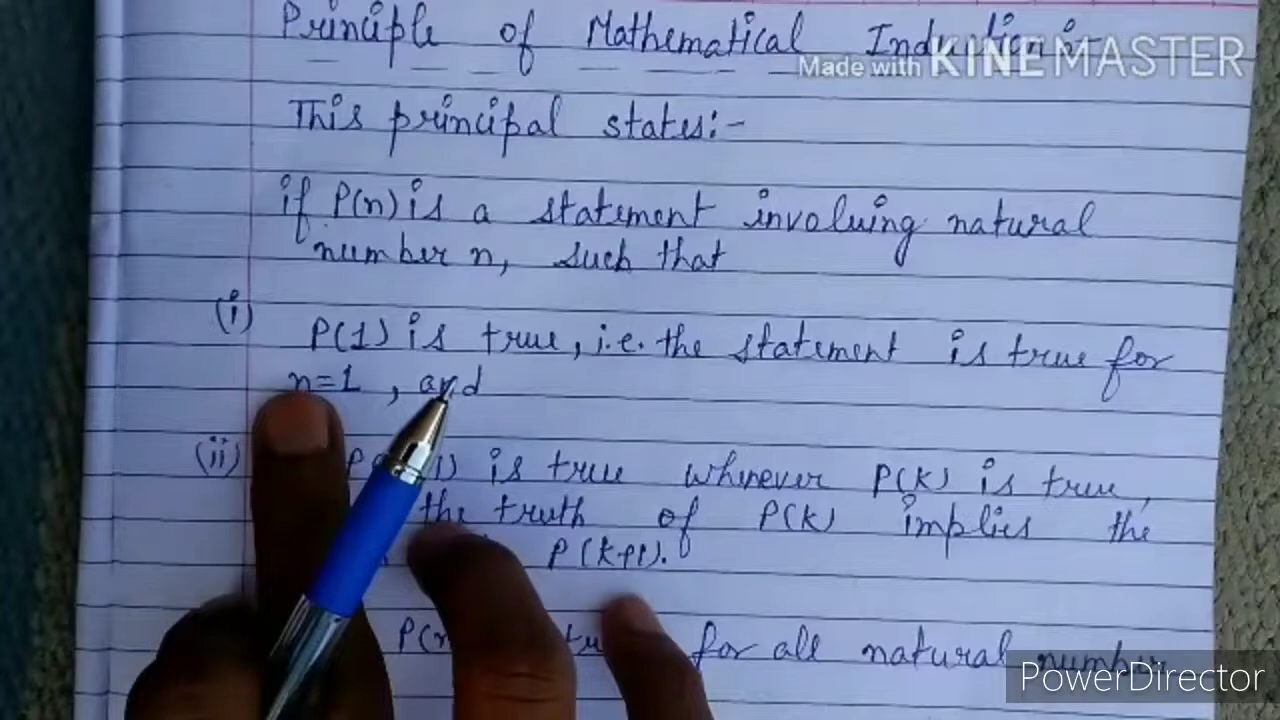 Principle of Mathematical Induction :-
Made with KINEMASTER
This principal states:-
if P(n) is a statement involving natural
number n, such that
(i) P(1) is true, i.e. the statement is true for
n=1, and
(ii) is true whenever P(k) is true,
the truth of P(k) implies the
P(k+1).
for all natural number
PowerDirector